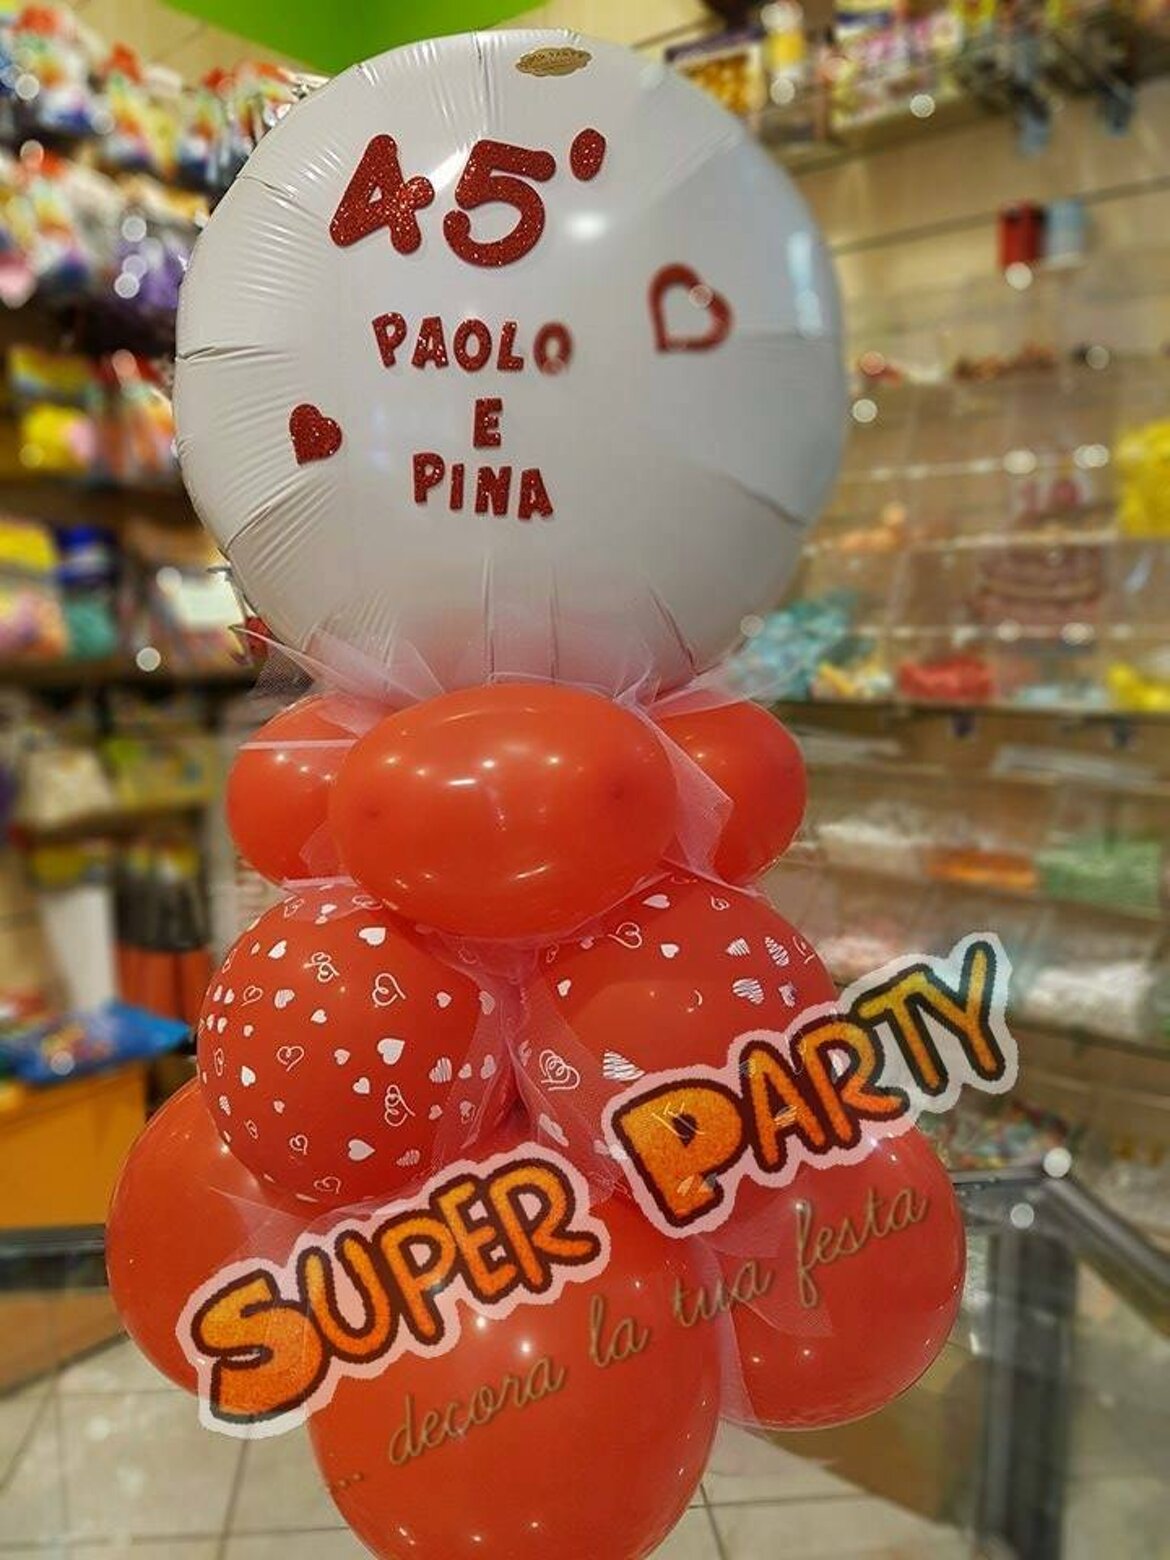 45'
PAOLO
E
PINA
SUPER PARTY
... decora la tua festa